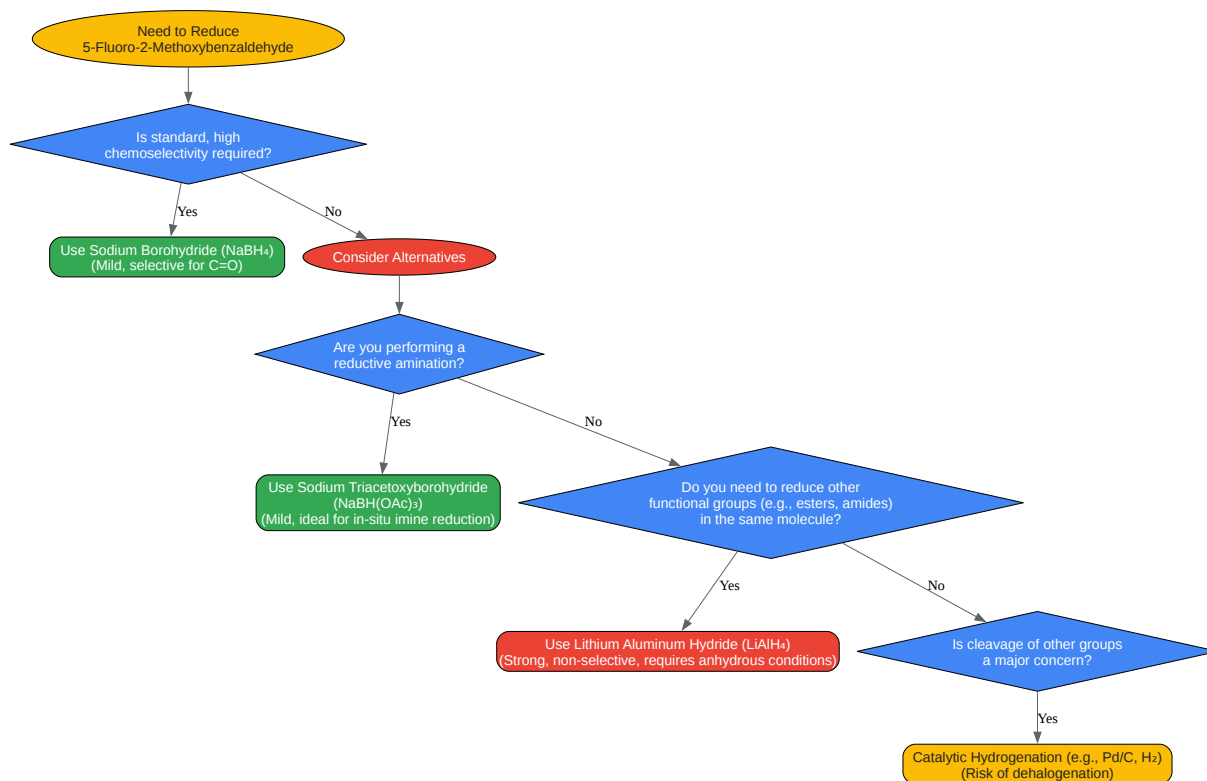 Need to Reduce
5-Fluoro-2-Methoxybenzaldehyde
Is standard, high
chemoselectivity required?
Yes
No
Use Sodium Borohydride (NaBH₄)
(Mild, selective for C=O)
Consider Alternatives
Are you performing a
reductive amination?
Yes
No
Use Sodium Triacetoxyborohydride
(NaBH(OAc)₃)
(Mild, ideal for in-situ imine reduction)
Do you need to reduce other
functional groups (e.g., esters, amides)
in the same molecule?
Yes
No
Use Lithium Aluminum Hydride (LiAlH₄)
(Strong, non-selective, requires anhydrous conditions)
Is cleavage of other groups
a major concern?
Yes
Catalytic Hydrogenation (e.g., Pd/C, H₂)
(Risk of dehalogenation)